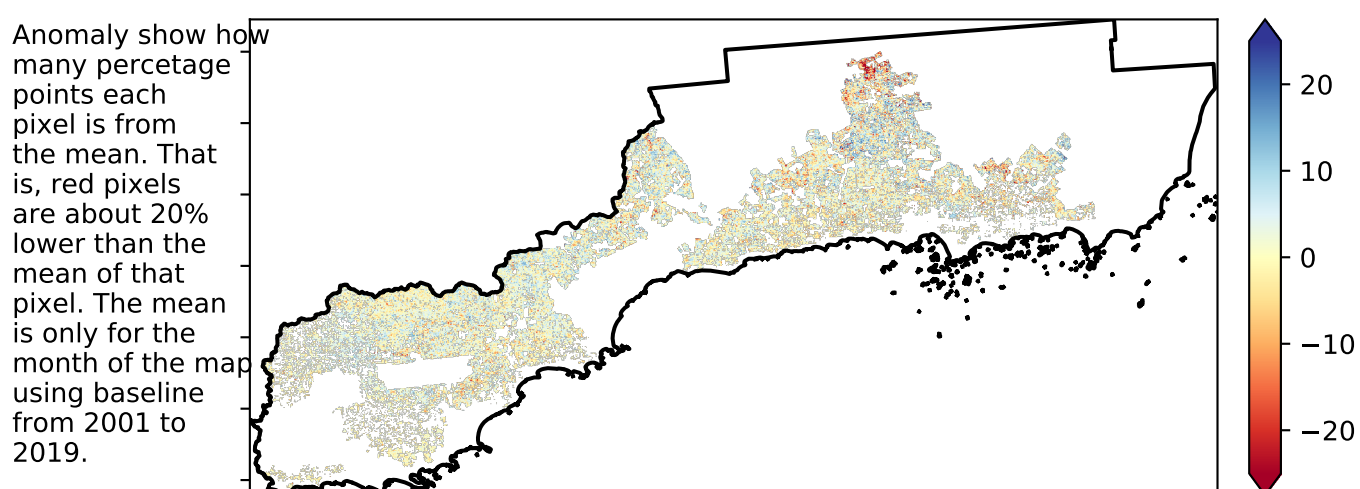 Anomaly show how
many percetage
points each
pixel is from
the mean. That
is, red pixels
are about 20%
lower than the
mean of that
pixel. The mean
is only for the
month of the map
using baseline
from 2001 to
2019.
20
10
0
−10
−20